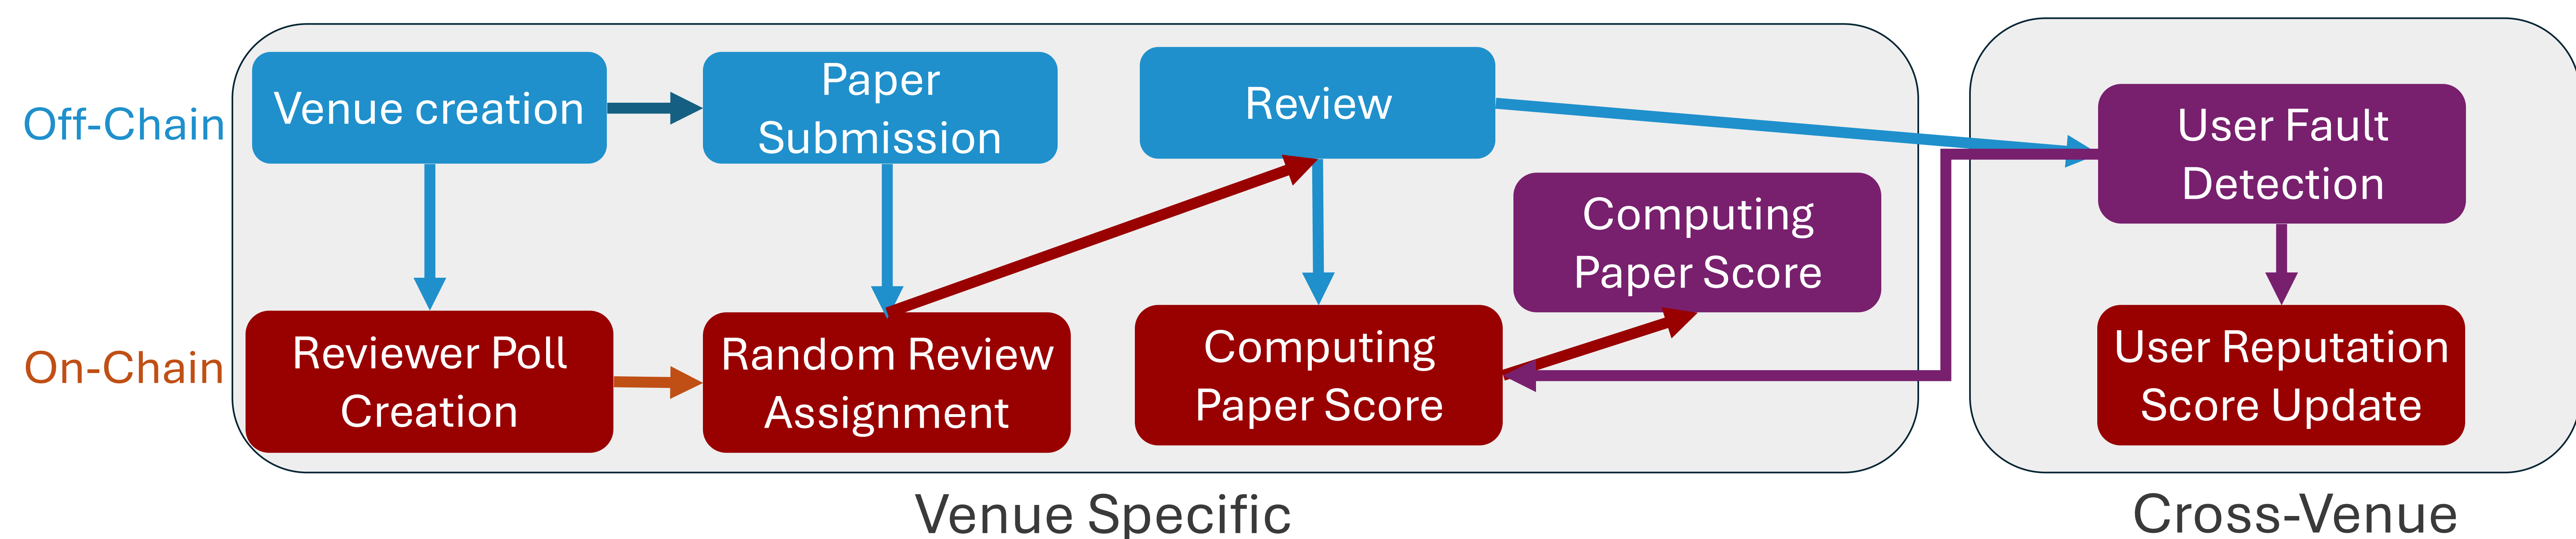 Off-Chain
Venue creation
Paper
Submission
Review
User Fault
Detection
Computing
Paper Score
On-Chain
Reviewer Poll
Creation
Random Review
Assignment
Computing
Paper Score
User Reputation
Score Update
Venue Specific
Cross-Venue